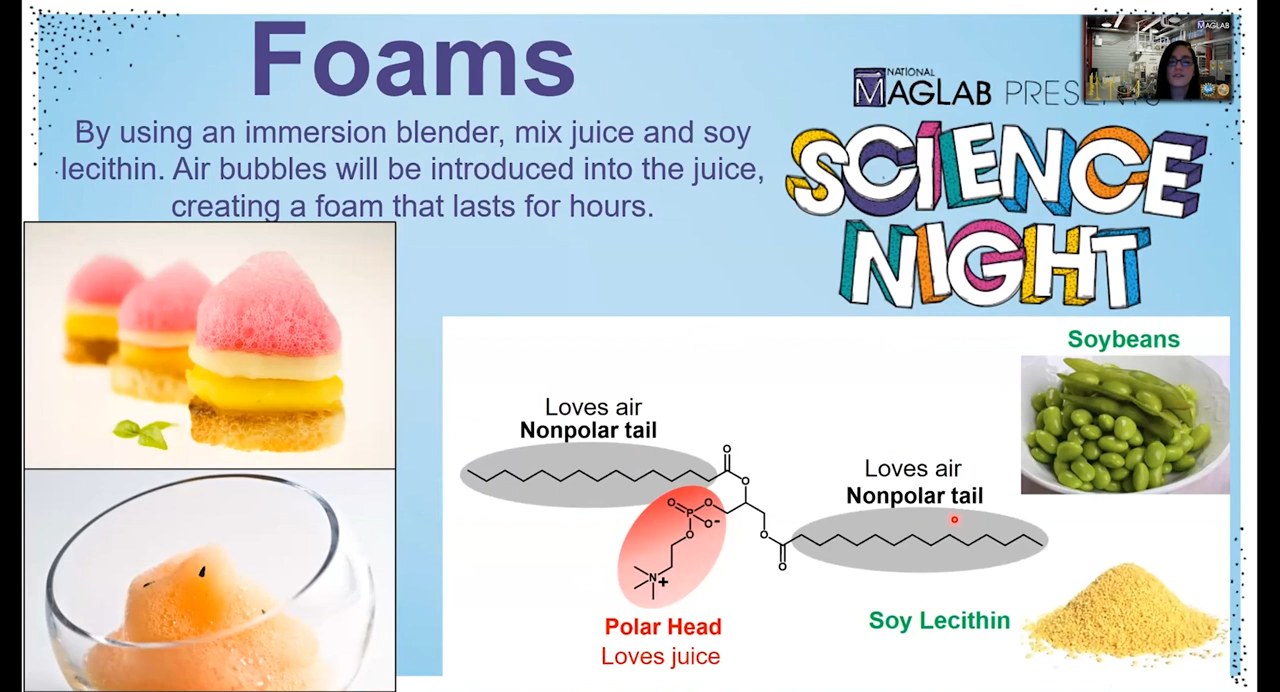 Foams
By using an immersion blender, mix juice and soy
lecithin. Air bubbles will be introduced into the juice,
creating a foam that lasts for hours.
MAGLAB
NATIONAL
MAGLAB PRESENTS
SCIENCE
NIGHT
Soybeans
Loves air
Nonpolar tail
Loves air
Nonpolar tail
O
O
O
O
P
O-
O
O
O
N
+
Soy Lecithin
Polar Head
Loves juice